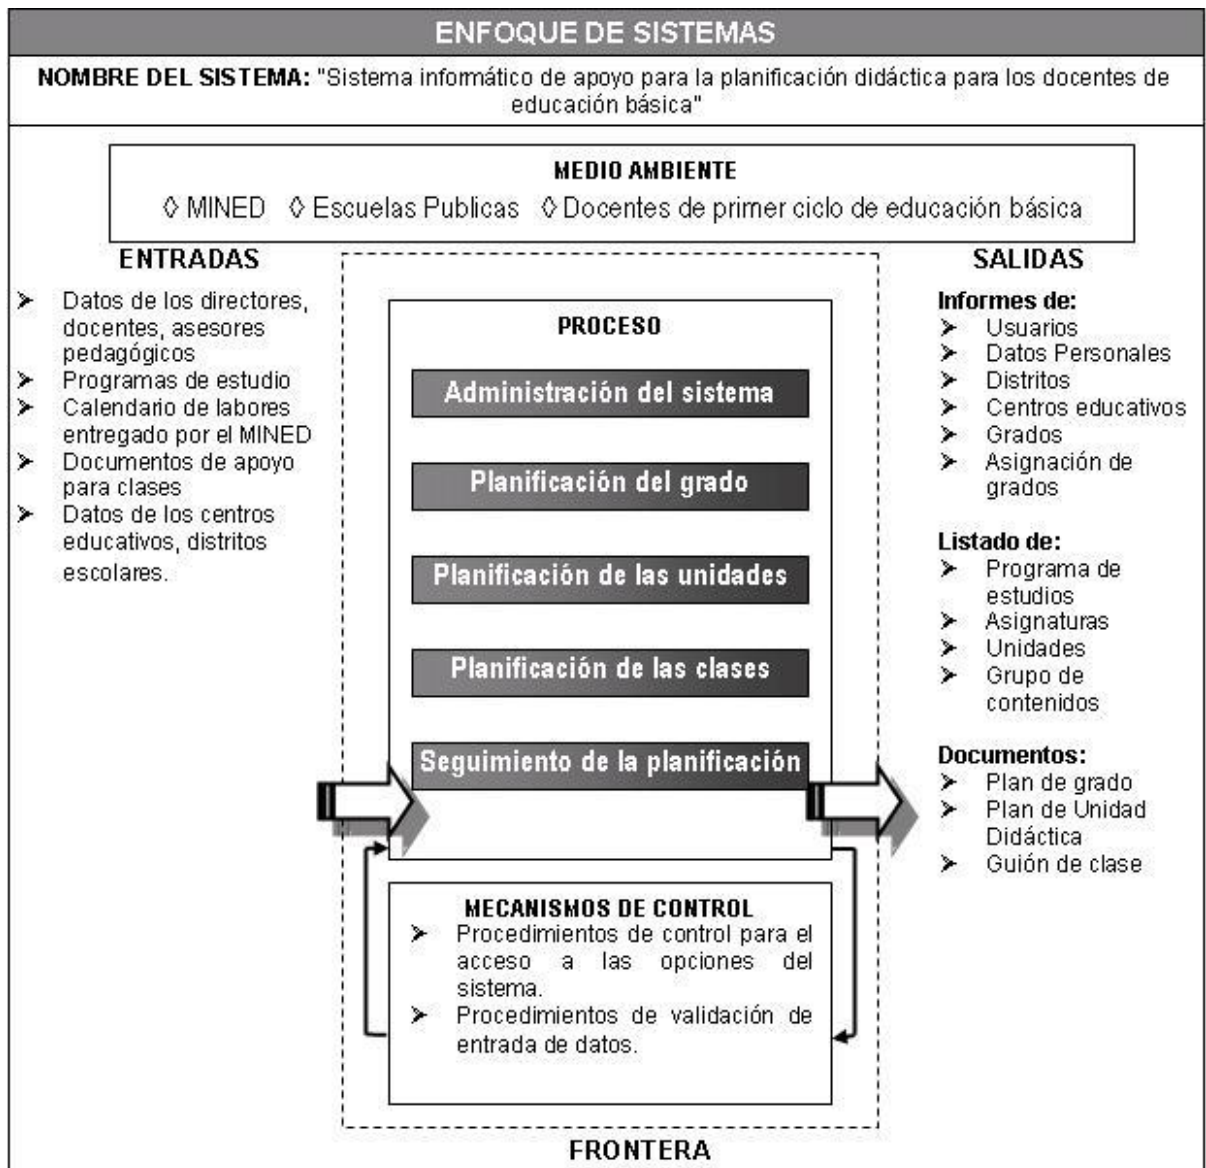 ENFOQUE DE SISTEMAS
NOMBRE DEL SISTEMA: "Sistema informático de apoyo para la planificación didáctica para los docentes de
educación básica"
MEDIO AMBIENTE
◊ MINED ◊ Escuelas Publicas ◊ Docentes de primer ciclo de educación básica
ENTRADAS
➢ Datos de los directores,
docentes, asesores
pedagógicos
➢ Programas de estudio
➢ Calendario de labores
entregado por el MINED
➢ Documentos de apoyo
para clases
➢ Datos de los centros
educativos, distritos
escolares.
PROCESO
Administración del sistema
Planificación del grado
Planificación de las unidades
Planificación de las clases
Seguimiento de la planificación
MECANISMOS DE CONTROL
➢ Procedimientos de control para el
acceso a las opciones del
sistema.
➢ Procedimientos de validación de
entrada de datos.
FRONTERA
SALIDAS
Informes de:
➢ Usuarios
➢ Datos Personales
➢ Distritos
➢ Centros educativos
➢ Grados
➢ Asignación de
grados
Listado de:
➢ Programa de
estudios
➢ Asignaturas
➢ Unidades
➢ Grupo de
contenidos
Documentos:
➢ Plan de grado
➢ Plan de Unidad
Didáctica
➢ Guión de clase